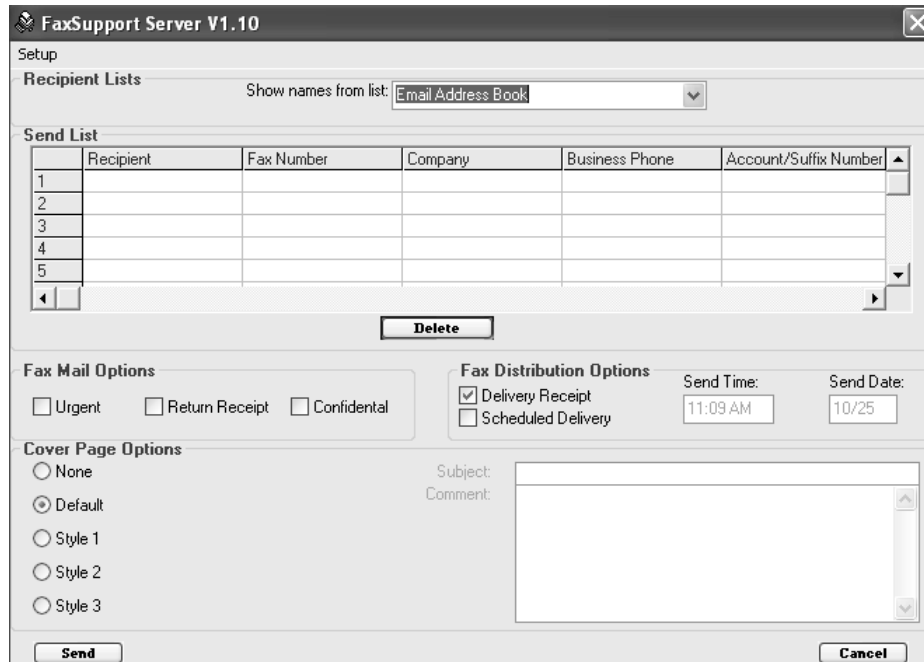 FaxSupport Server V1.10
Setup
Recipient Lists
Show names from list: Email Address Book
Send List
Recipient Fax Number Company Business Phone Account/Suffix Number
1
2
3
4
5
Delete
Fax Mail Options
Urgent Return Receipt Confidental
Fax Distribution Options
Delivery Receipt
Scheduled Delivery
Send Time: Send Date:
11:09 AM 10/25
Cover Page Options
None
Default
Style 1
Style 2
Style 3
Subject:
Comment:
Send Cancel